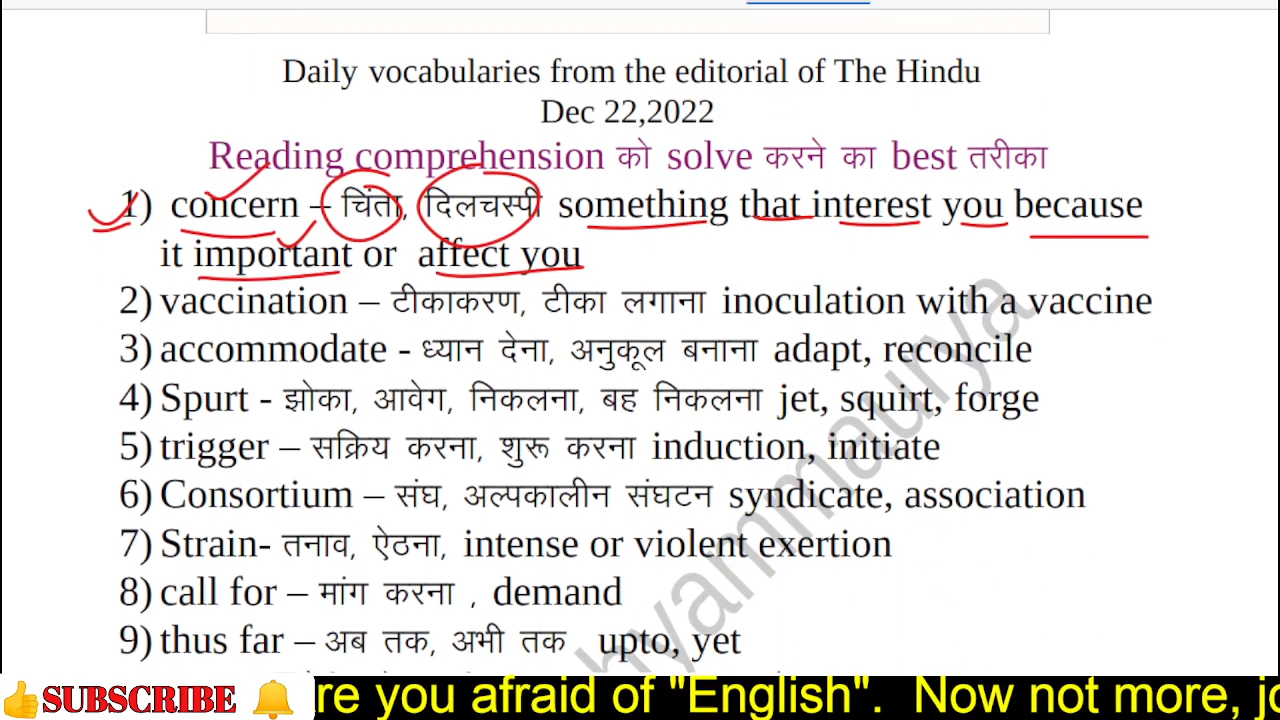 Daily vocabularies from the editorial of The Hindu
Dec 22,2022
Reading comprehension को solve करने का best तरीका
1) concern – चिंता, दिलचस्पी something that interest you because
it important or affect you
2) vaccination – टीकाकरण, टीका लगाना inoculation with a vaccine
3) accommodate - ध्यान देना, अनुकूल बनाना adapt, reconcile
4) Spurt - झोका, आवेग, निकलना, बह निकलना jet, squirt, forge
5) trigger – सक्रिय करना, शुरू करना induction, initiate
6) Consortium – संघ, अल्पकालीन संघटन syndicate, association
7) Strain- तनाव, ऐठना, intense or violent exertion
8) call for – मांग करना , demand
9) thus far – अब तक, अभी तक upto, yet
hyammaurya
SUBSCRIBE re you afraid of "English". Now not more, jo